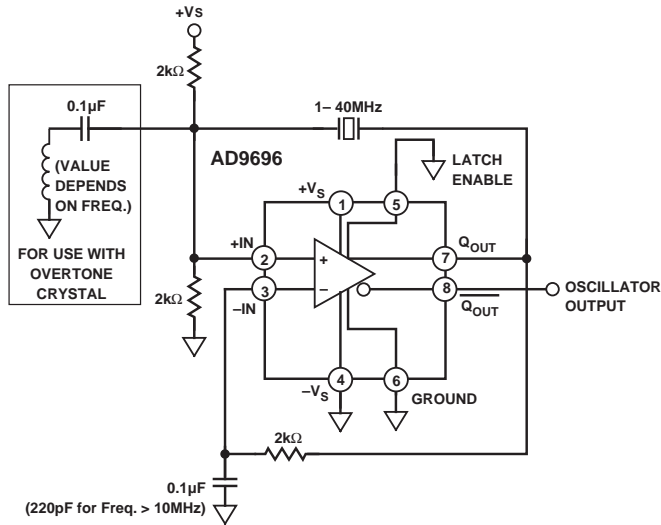 +VS
2kΩ
0.1µF
1– 40MHz
(VALUE
DEPENDS
ON FREQ.)
FOR USE WITH
OVERTONE
CRYSTAL
AD9696
LATCH
ENABLE
+VS
1
5
+IN
2
+
7
QOUT
3
–
8
QOUT
OSCILLATOR
OUTPUT
–IN
2kΩ
4
6
–VS
GROUND
2kΩ
0.1µF
(220pF for Freq. > 10MHz)